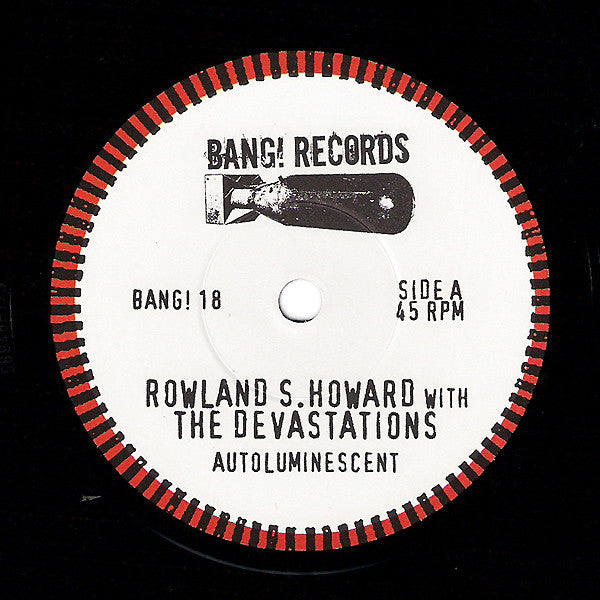 BANG! RECORDS
BANG! 18
SIDE A
45 RPM
ROWLAND S. HOWARD WITH
THE DEVASTATIONS
AUTOLUMINESCENT